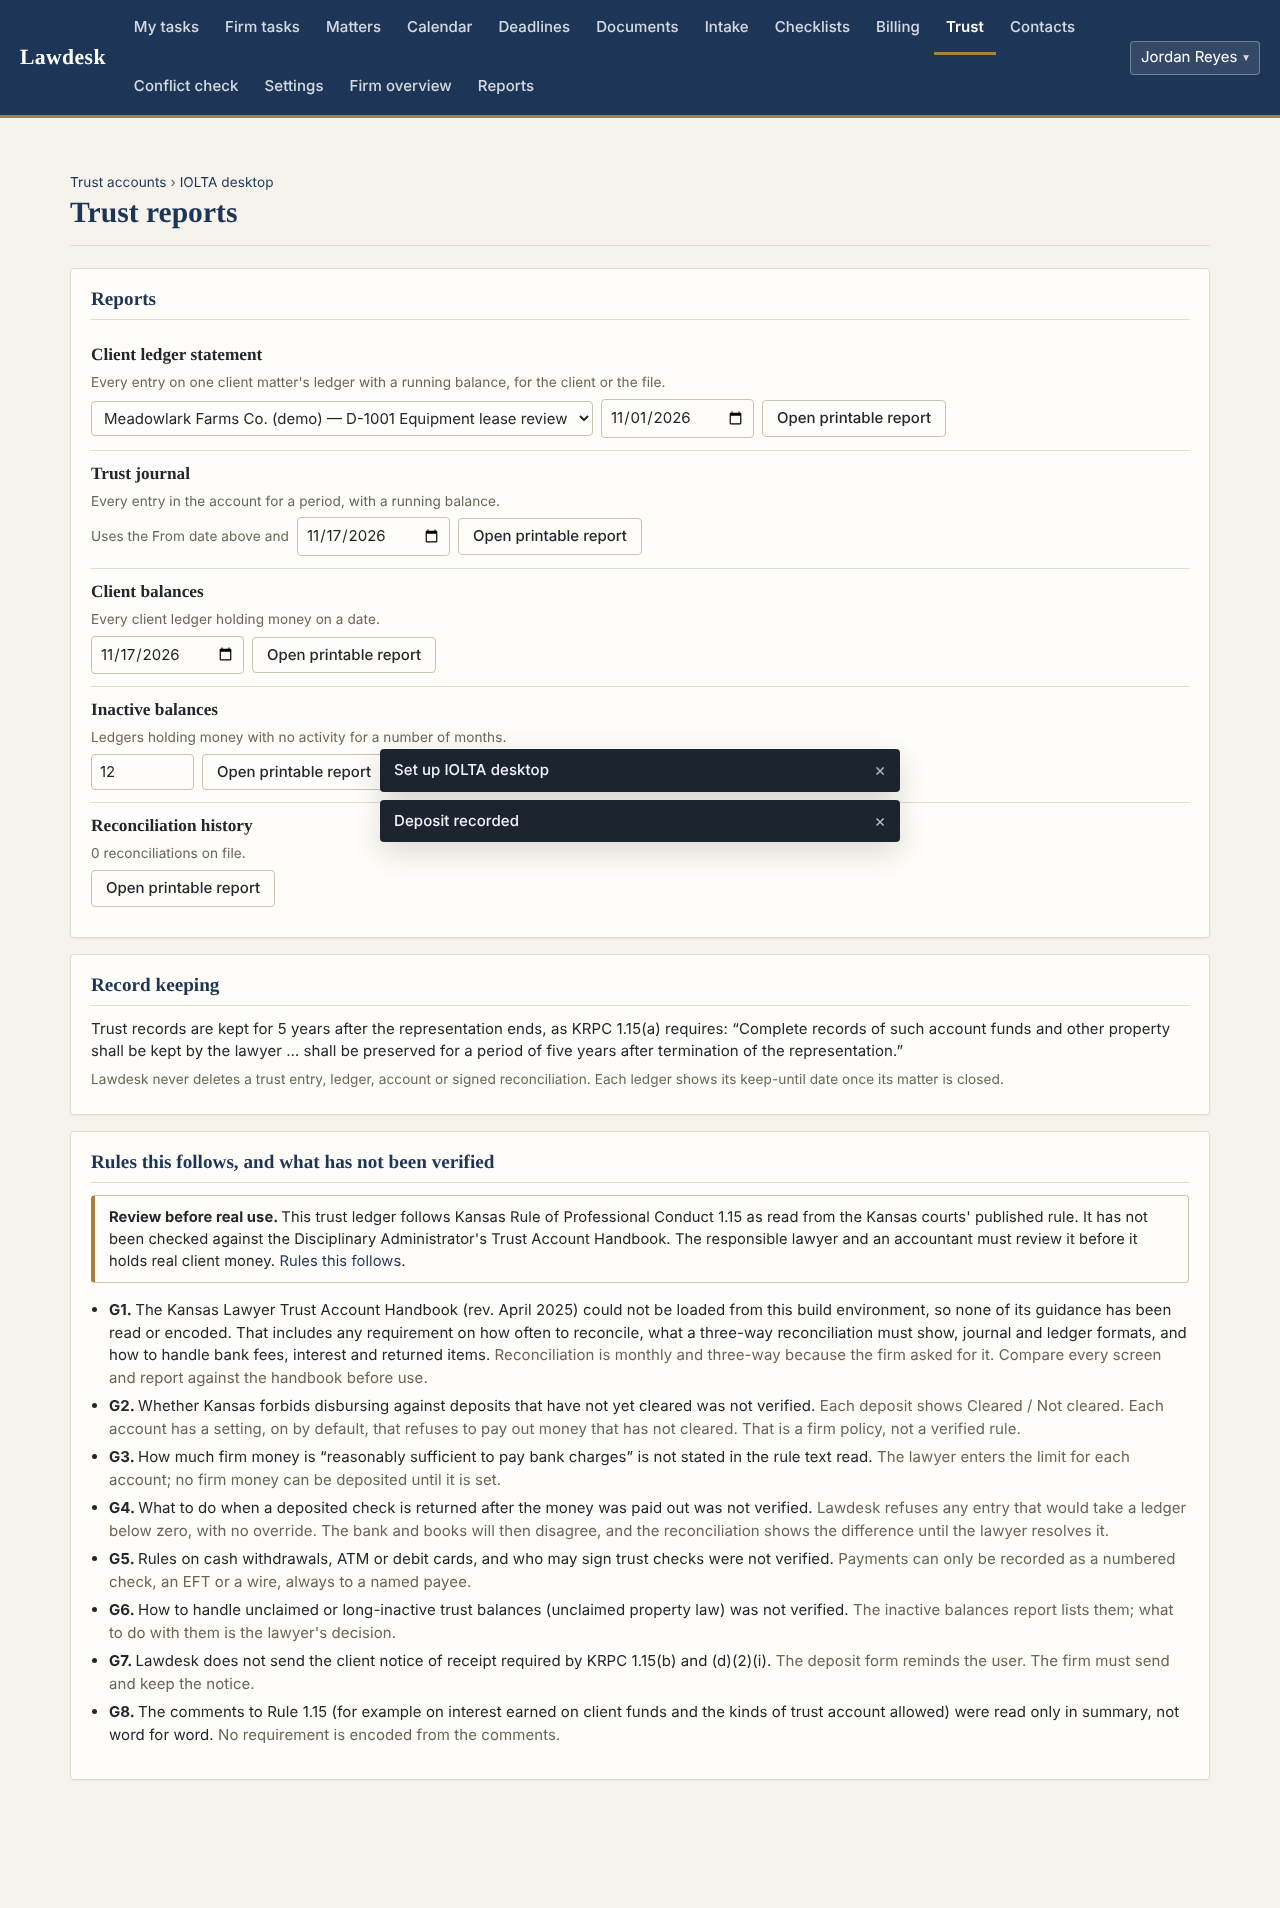 Lawdesk
My tasks Firm tasks Matters Calendar Deadlines Documents Intake Checklists Billing Trust Contacts
Conflict check Settings Firm overview Reports
Jordan Reyes ▾
Trust accounts › IOLTA desktop
Trust reports
Reports
Client ledger statement
Every entry on one client matter's ledger with a running balance, for the client or the file.
Meadowlark Farms Co. (demo) — D-1001 Equipment lease review 11/01/2026 Open printable report
Trust journal
Every entry in the account for a period, with a running balance.
Uses the From date above and 11/17/2026 Open printable report
Client balances
Every client ledger holding money on a date.
11/17/2026 Open printable report
Inactive balances
Ledgers holding money with no activity for a number of months.
12 Open printable report
Set up IOLTA desktop ×
Deposit recorded ×
Reconciliation history
0 reconciliations on file.
Open printable report
Record keeping
Trust records are kept for 5 years after the representation ends, as KRPC 1.15(a) requires: “Complete records of such account funds and other property
shall be kept by the lawyer … shall be preserved for a period of five years after termination of the representation.”
Lawdesk never deletes a trust entry, ledger, account or signed reconciliation. Each ledger shows its keep-until date once its matter is closed.
Rules this follows, and what has not been verified
Review before real use. This trust ledger follows Kansas Rule of Professional Conduct 1.15 as read from the Kansas courts' published rule. It has not
been checked against the Disciplinary Administrator's Trust Account Handbook. The responsible lawyer and an accountant must review it before it
holds real client money. Rules this follows.
• G1. The Kansas Lawyer Trust Account Handbook (rev. April 2025) could not be loaded from this build environment, so none of its guidance has been
read or encoded. That includes any requirement on how often to reconcile, what a three-way reconciliation must show, journal and ledger formats, and
how to handle bank fees, interest and returned items. Reconciliation is monthly and three-way because the firm asked for it. Compare every screen
and report against the handbook before use.
• G2. Whether Kansas forbids disbursing against deposits that have not yet cleared was not verified. Each deposit shows Cleared / Not cleared. Each
account has a setting, on by default, that refuses to pay out money that has not cleared. That is a firm policy, not a verified rule.
• G3. How much firm money is “reasonably sufficient to pay bank charges” is not stated in the rule text read. The lawyer enters the limit for each
account; no firm money can be deposited until it is set.
• G4. What to do when a deposited check is returned after the money was paid out was not verified. Lawdesk refuses any entry that would take a ledger
below zero, with no override. The bank and books will then disagree, and the reconciliation shows the difference until the lawyer resolves it.
• G5. Rules on cash withdrawals, ATM or debit cards, and who may sign trust checks were not verified. Payments can only be recorded as a numbered
check, an EFT or a wire, always to a named payee.
• G6. How to handle unclaimed or long-inactive trust balances (unclaimed property law) was not verified. The inactive balances report lists them; what
to do with them is the lawyer's decision.
• G7. Lawdesk does not send the client notice of receipt required by KRPC 1.15(b) and (d)(2)(i). The deposit form reminds the user. The firm must send
and keep the notice.
• G8. The comments to Rule 1.15 (for example on interest earned on client funds and the kinds of trust account allowed) were read only in summary, not
word for word. No requirement is encoded from the comments.